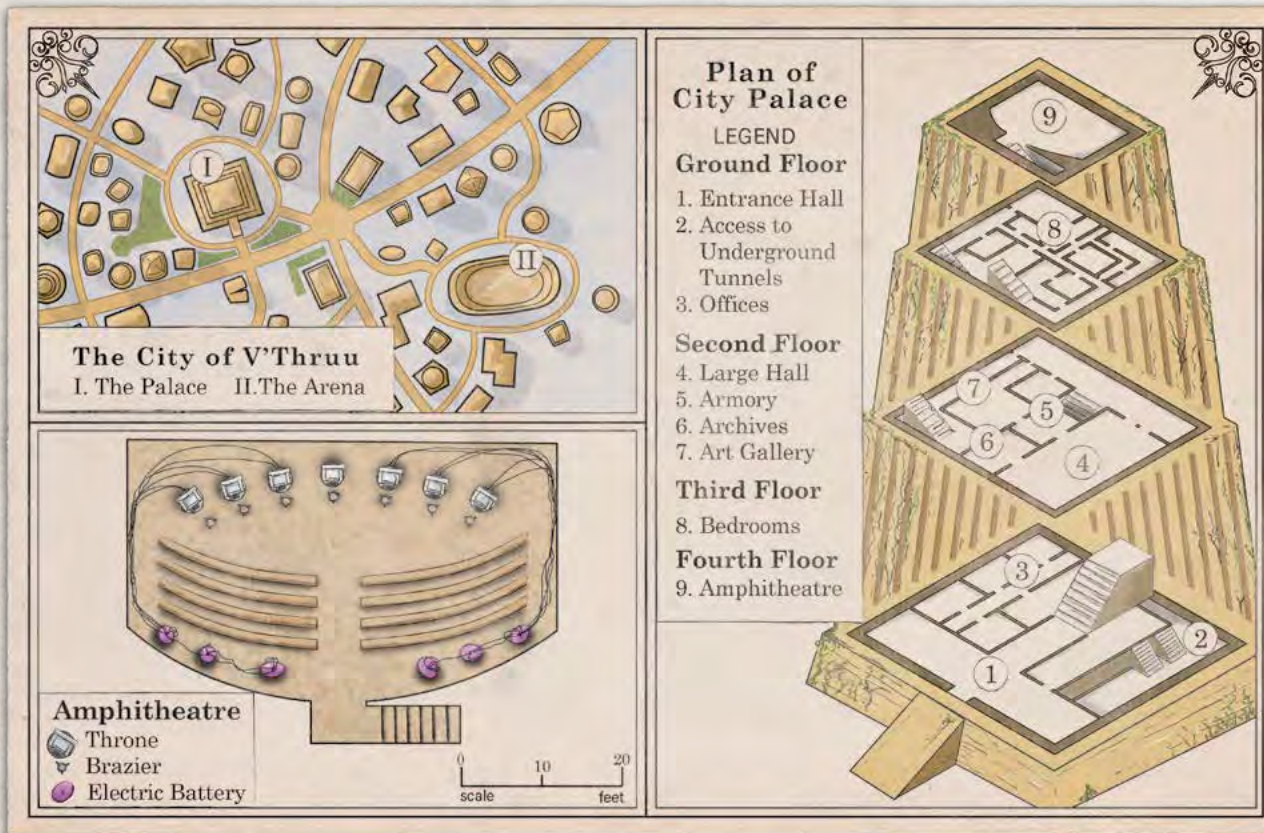 I
II
The City of V'Thruu
I. The Palace II.The Arena
Amphitheatre
Throne
Brazier
Electric Battery
0 10 20
scale feet
Plan of
City Palace
LEGEND
Ground Floor
1. Entrance Hall
2. Access to
Underground
Tunnels
3. Offices
Second Floor
4. Large Hall
5. Armory
6. Archives
7. Art Gallery
Third Floor
8. Bedrooms
Fourth Floor
9. Amphitheatre
9
8
7
5
6
4
3
2
1